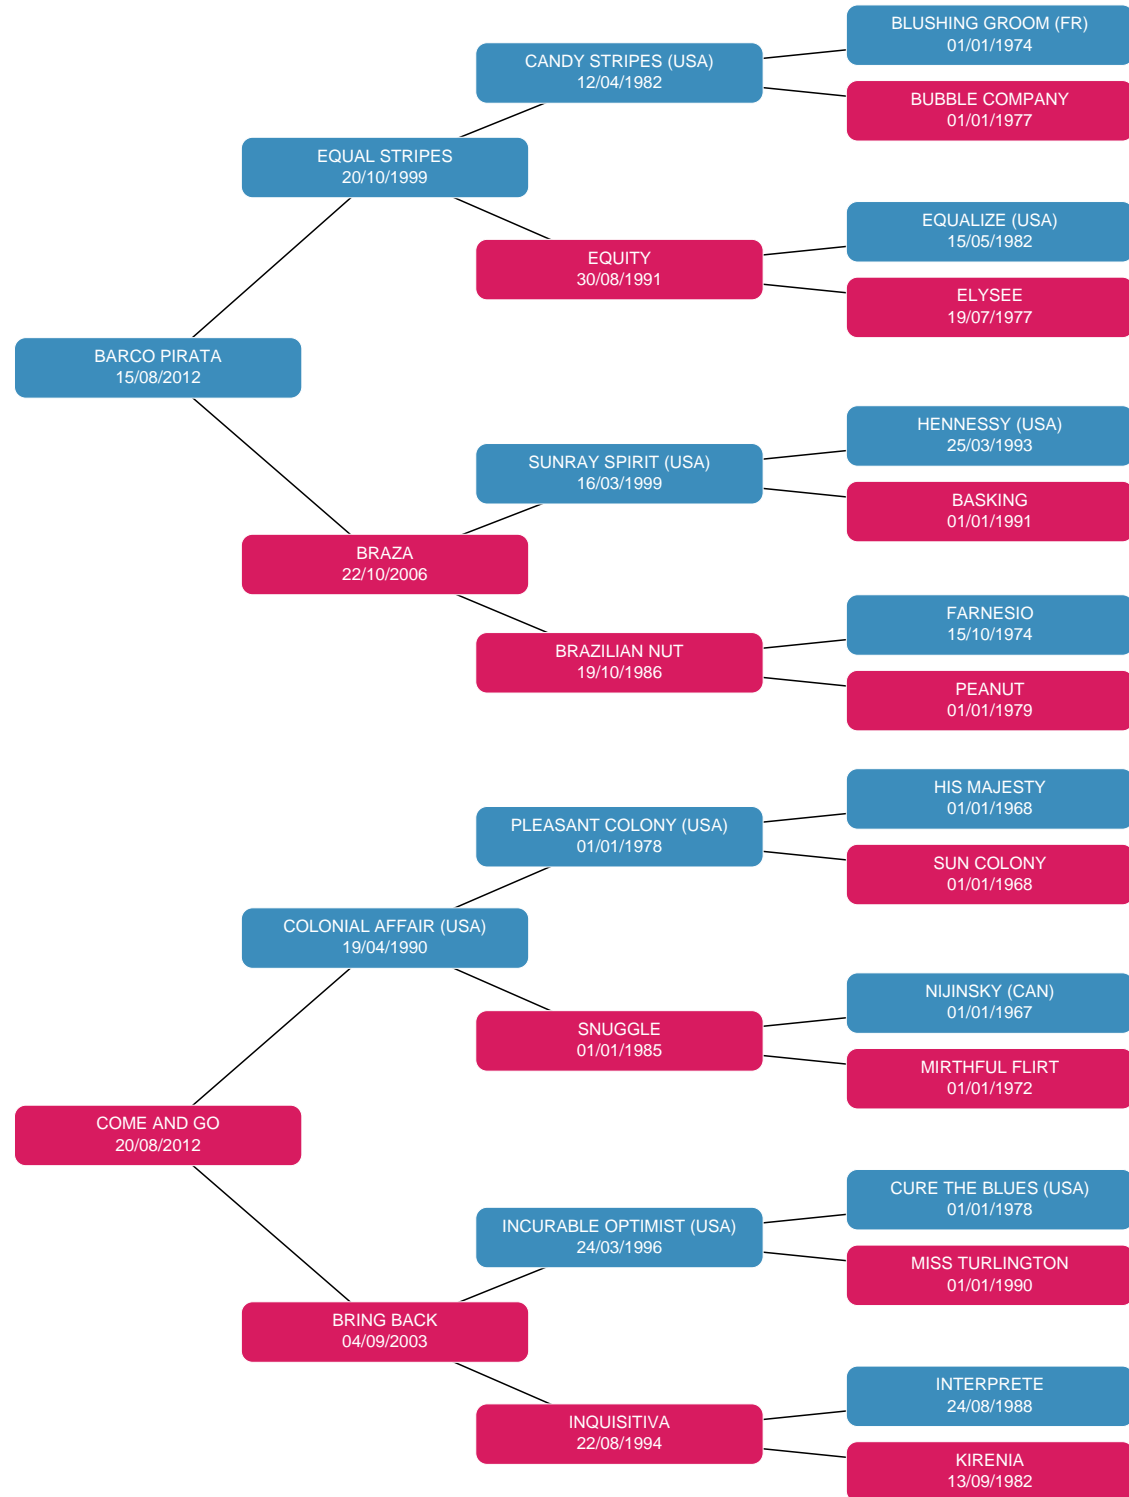 BLUSHING GROOM (FR)
01/01/1974
CANDY STRIPES (USA)
12/04/1982
BUBBLE COMPANY
01/01/1977
EQUAL STRIPES
20/10/1999
EQUALIZE (USA)
15/05/1982
EQUITY
30/08/1991
ELYSEE
19/07/1977
BARCO PIRATA
15/08/2012
HENNESSY (USA)
25/03/1993
SUNRAY SPIRIT (USA)
16/03/1999
BASKING
01/01/1991
BRAZA
22/10/2006
FARNESIO
15/10/1974
BRAZILIAN NUT
19/10/1986
PEANUT
01/01/1979
HIS MAJESTY
01/01/1968
PLEASANT COLONY (USA)
01/01/1978
SUN COLONY
01/01/1968
COLONIAL AFFAIR (USA)
19/04/1990
NIJINSKY (CAN)
01/01/1967
SNUGGLE
01/01/1985
MIRTHFUL FLIRT
01/01/1972
COME AND GO
20/08/2012
CURE THE BLUES (USA)
01/01/1978
INCURABLE OPTIMIST (USA)
24/03/1996
MISS TURLINGTON
01/01/1990
BRING BACK
04/09/2003
INTERPRETE
24/08/1988
INQUISITIVA
22/08/1994
KIRENIA
13/09/1982